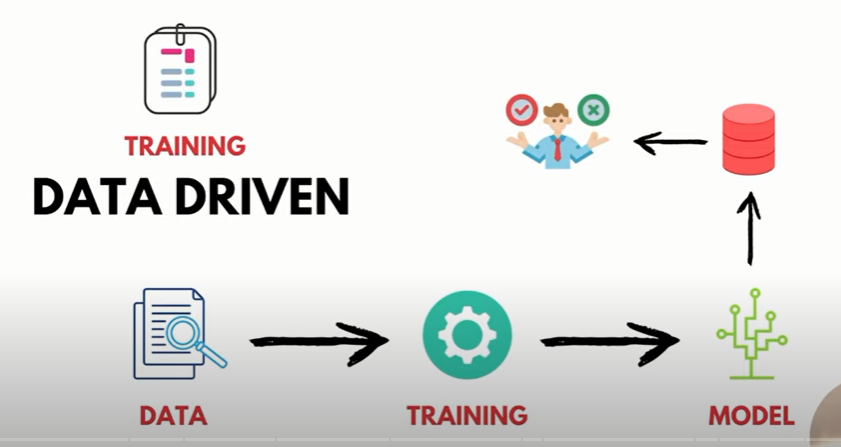 TRAINING
DATA DRIVEN
DATA
TRAINING
MODEL